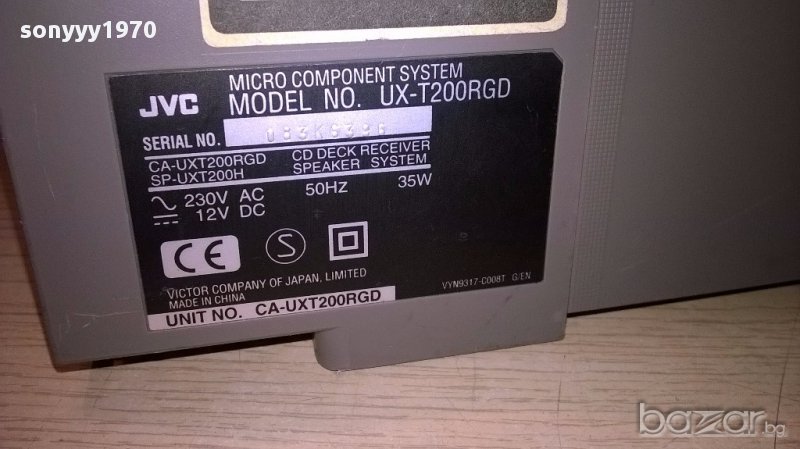 sonyyy1970
JVC
MICRO COMPONENT SYSTEM
MODEL NO. UX-T200RGD
SERIAL NO.
CA-UXT200RGD CD DECK RECEIVER
SP-UXT200H SPEAKER SYSTEM
230V AC 50Hz 35W
12V DC
CE S
VICTOR COMPANY OF JAPAN, LIMITED
MADE IN CHINA
VYN9317-C008T G/EN
UNIT NO. CA-UXT200RGD
bazar.bg